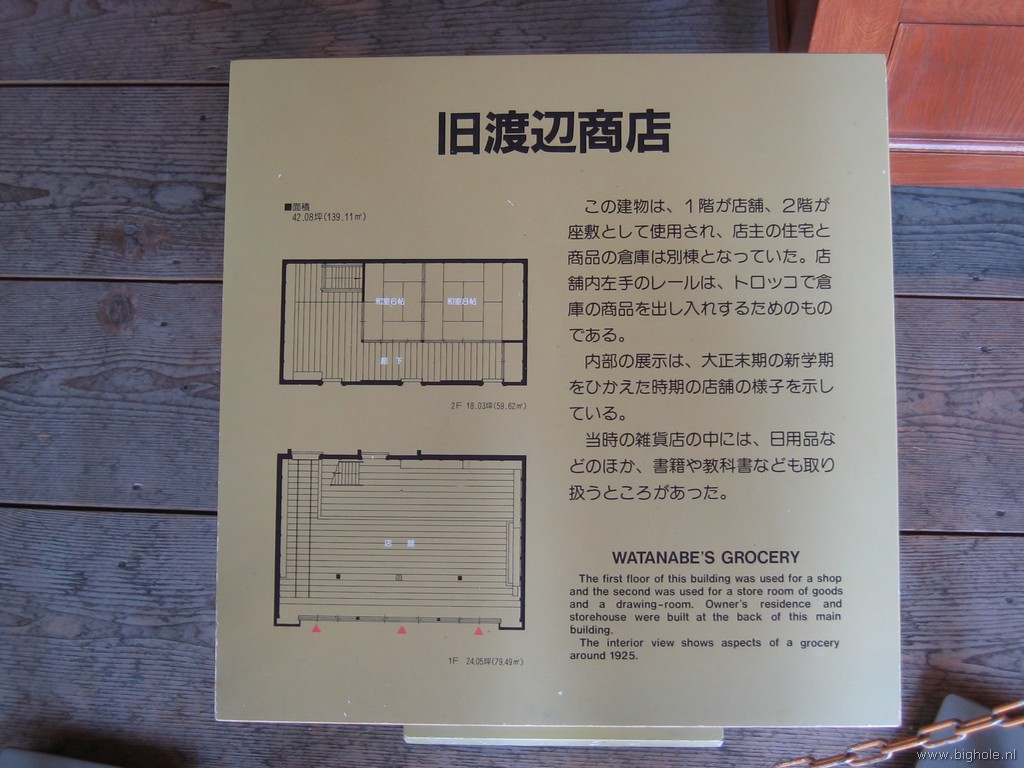 旧渡辺商店
■面積
42.08坪(139.11㎡)
和室6帖
和室8帖
廊 下
2F 18.03坪(59.62㎡)
店 舗
1F 24.05坪(79.49㎡)
この建物は、1階が店舗、2階が
座敷として使用され、店主の住宅と
商品の倉庫は別棟となっていた。店
舗内左手のレールは、トロッコで倉
庫の商品を出し入れするためのもの
である。
内部の展示は、大正末期の新学期
をひかえた時期の店舗の様子を示し
ている。
当時の雑貨店の中には、日用品な
どのほか、書籍や教科書なども取り
扱うところがあった。
WATANABE'S GROCERY
The first floor of this building was used for a shop
and the second was used for a store room of goods
and a drawing-room. Owner's residence and
storehouse were built at the back of this main
building.
The interior view shows aspects of a grocery
around 1925.
www.bighole.nl